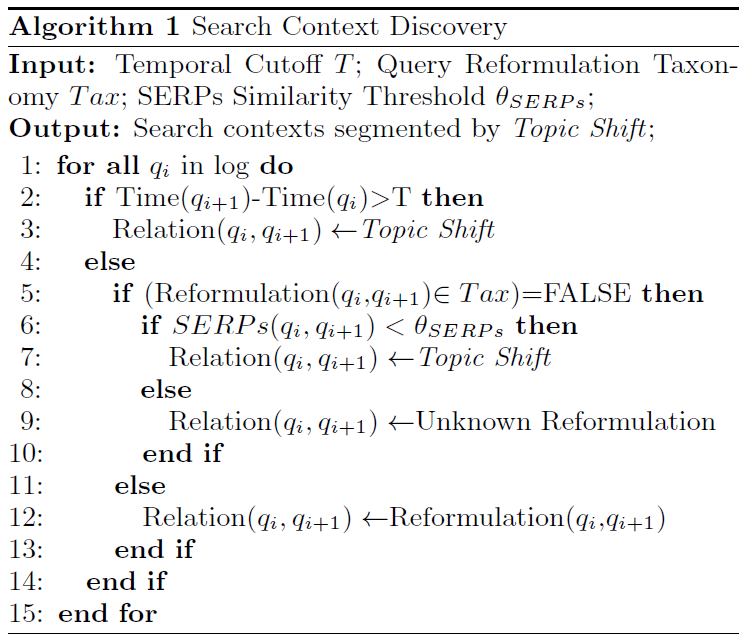 Algorithm 1 Search Context Discovery
Input: Temporal Cutoff T; Query Reformulation Taxon-
omy Tax; SERPs Similarity Threshold θ_SERPs;
Output: Search contexts segmented by Topic Shift;
1: for all q_i in log do
2: if Time(q_{i+1})-Time(q_i)>T then
3: Relation(q_i, q_{i+1}) ←Topic Shift
4: else
5: if (Reformulation(q_i,q_{i+1})∈ Tax)=FALSE then
6: if SERPs(q_i, q_{i+1}) < θ_SERPs then
7: Relation(q_i, q_{i+1}) ←Topic Shift
8: else
9: Relation(q_i, q_{i+1}) ←Unknown Reformulation
10: end if
11: else
12: Relation(q_i, q_{i+1}) ←Reformulation(q_i,q_{i+1})
13: end if
14: end if
15: end for